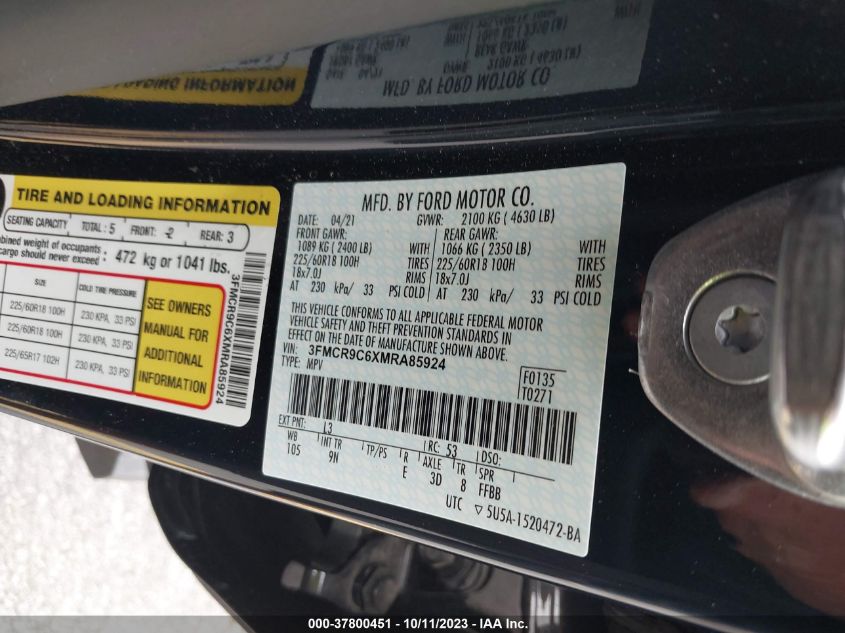 TIRE AND LOADING INFORMATION
SEATING CAPACITY TOTAL: 5 FRONT: 2 REAR: 3
bined weight of occupants
cargo should never exceed: 472 kg or 1041 lbs.
SIZE COLD TIRE PRESSURE
225/60R18 100H 230 KPA, 33 PSI
225/60R18 100H 230 KPA, 33 PSI
225/65R17 102H 230 KPA, 33 PSI
SEE OWNERS
MANUAL FOR
ADDITIONAL
INFORMATION
3FMCR9C6XMRA85924
MFD. BY FORD MOTOR CO.
DATE: 04/21 GVWR: 2100 KG ( 4630 LB)
FRONT GAWR: REAR GAWR:
1089 KG ( 2400 LB) WITH 1066 KG ( 2350 LB) WITH
225/60R18 100H TIRES 225/60R18 100H TIRES
18x7.0J RIMS 18x7.0J RIMS
AT 230 kPa/ 33 PSI COLD AT 230 kPa/ 33 PSI COLD
THIS VEHICLE CONFORMS TO ALL APPLICABLE FEDERAL MOTOR
VEHICLE SAFETY AND THEFT PREVENTION STANDARDS IN
EFFECT ON THE DATE OF MANUFACTURE SHOWN ABOVE.
VIN: 3FMCR9C6XMRA85924
TYPE: MPV
F0135
T0271
EXT PNT: L3 RC: 53 DSO:
WB INT TR TP/PS R AXLE TR SPR
105 9N E 3D 8 FFBB
UTC ▽ 5U5A-1520472-BA
000-37800451 - 10/11/2023 - IAA Inc.